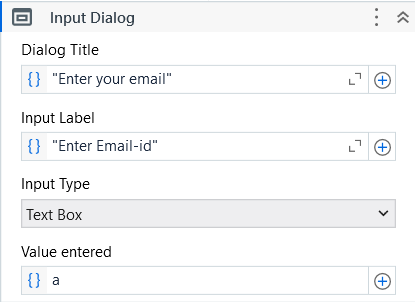 Input Dialog
Dialog Title
{} "Enter your email"
Input Label
{} "Enter Email-id"
Input Type
Text Box
Value entered
{} a